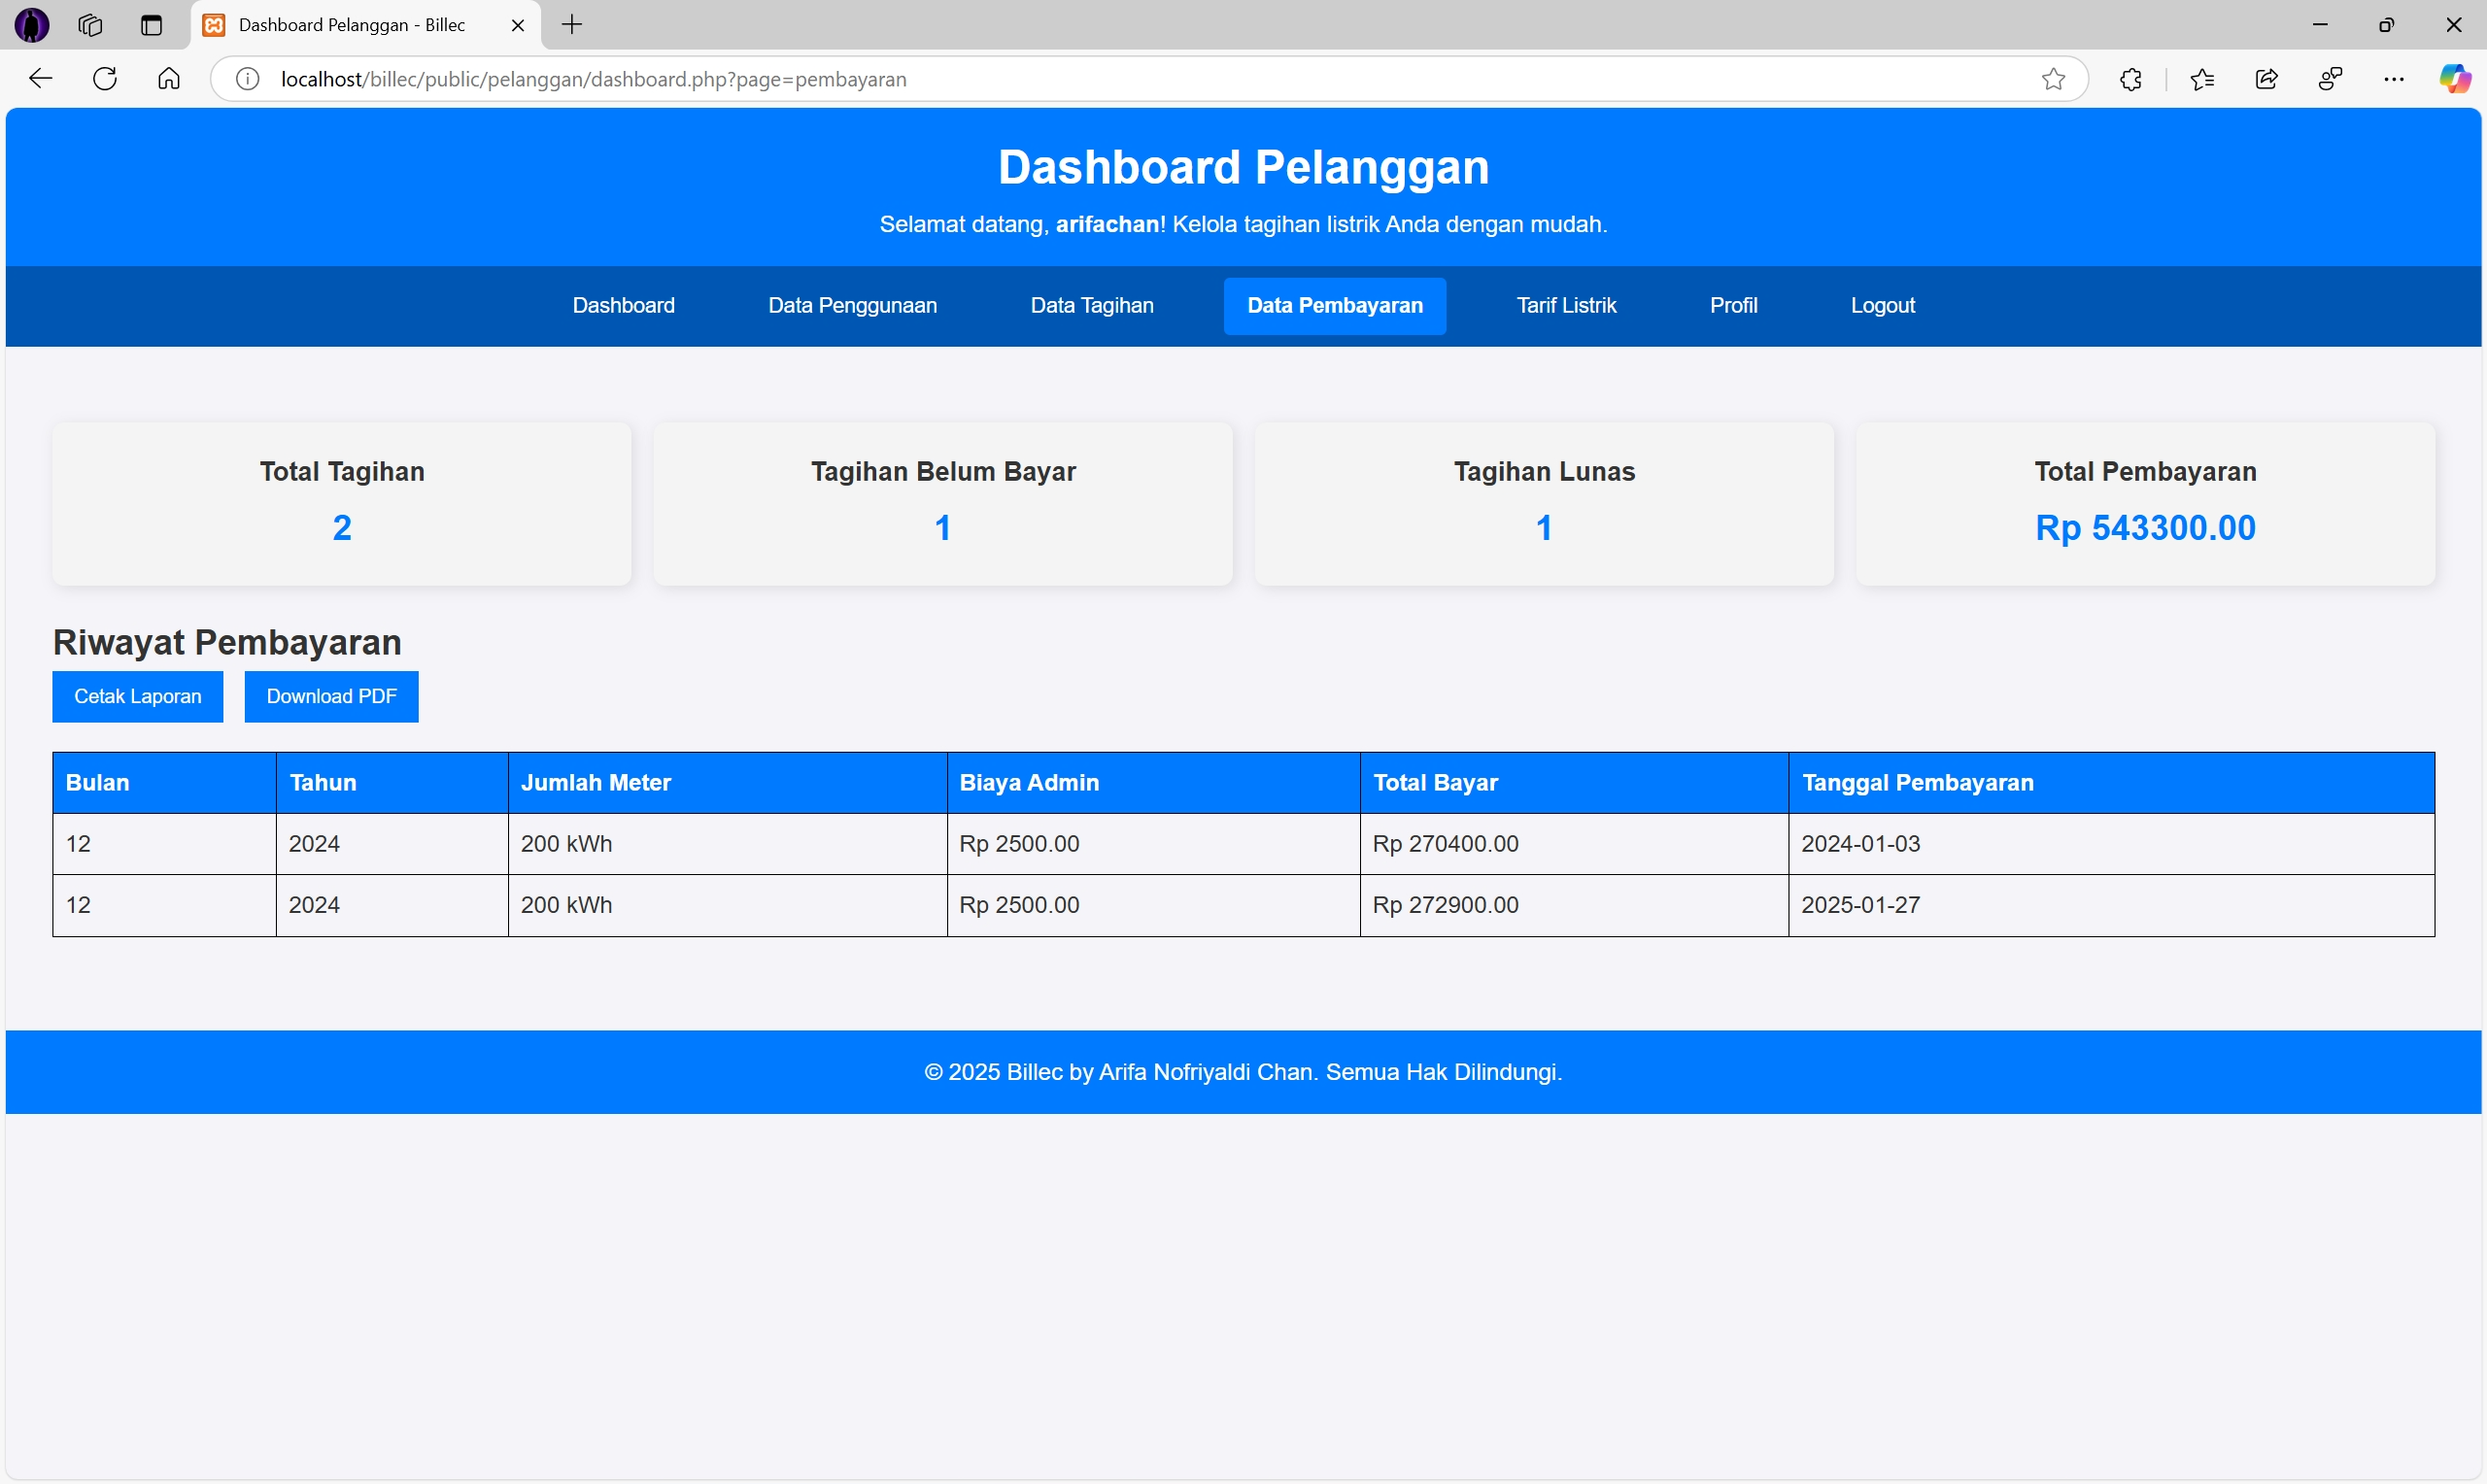 Dashboard Pelanggan - Billec
localhost/billec/public/pelanggan/dashboard.php?page=pembayaran
Dashboard Pelanggan
Selamat datang, arifachan! Kelola tagihan listrik Anda dengan mudah.
Dashboard Data Penggunaan Data Tagihan Data Pembayaran Tarif Listrik Profil Logout
Total Tagihan Tagihan Belum Bayar Tagihan Lunas Total Pembayaran
2 1 1 Rp 543300.00
Riwayat Pembayaran
Cetak Laporan Download PDF
Bulan Tahun Jumlah Meter Biaya Admin Total Bayar Tanggal Pembayaran
12 2024 200 kWh Rp 2500.00 Rp 270400.00 2024-01-03
12 2024 200 kWh Rp 2500.00 Rp 272900.00 2025-01-27
© 2025 Billec by Arifa Nofriyaldi Chan. Semua Hak Dilindungi.